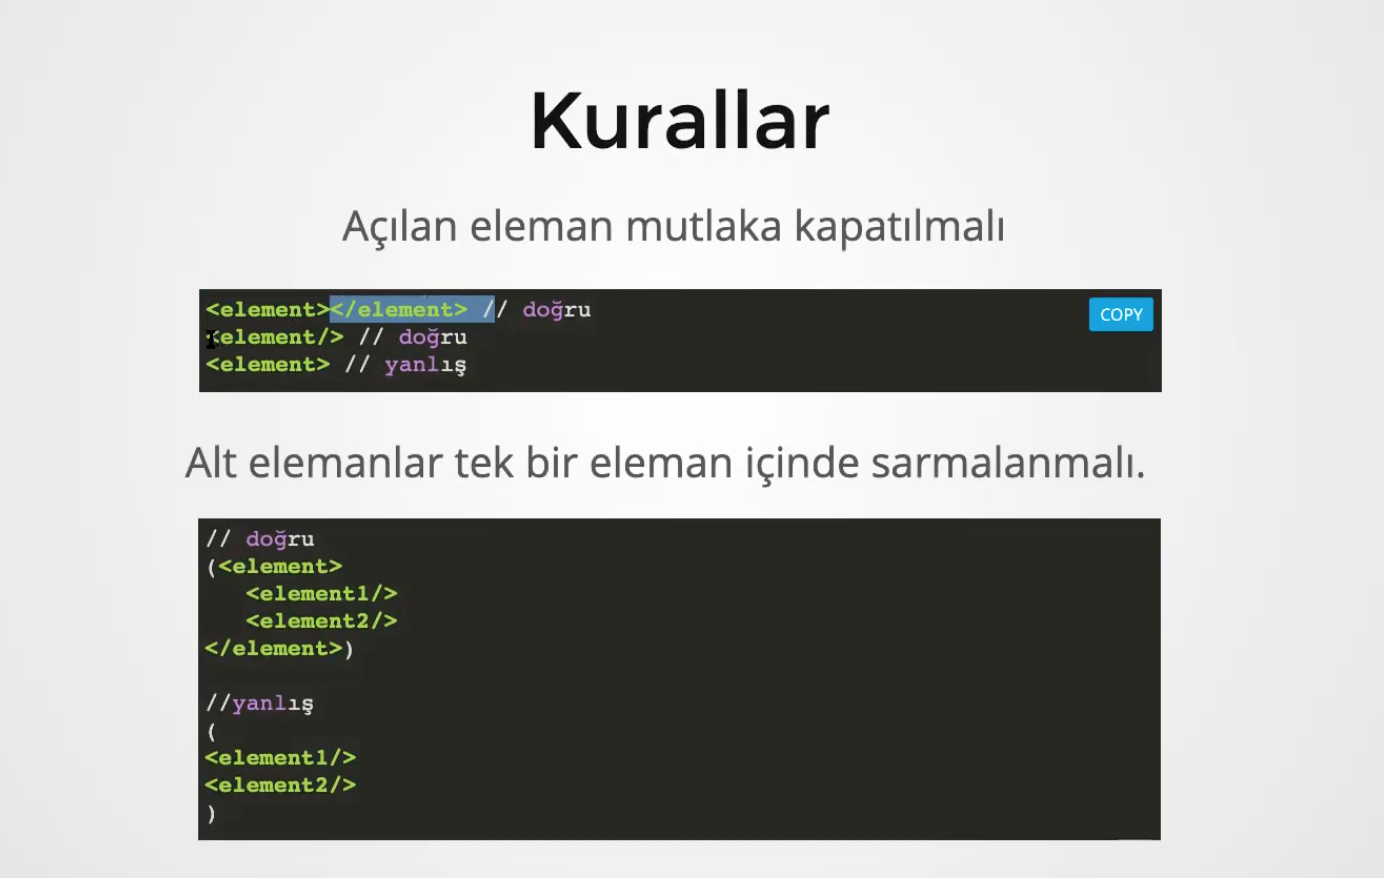 Kurallar
Açılan eleman mutlaka kapatılmalı
<element></element> // doğru
COPY
<element/> // doğru
<element> // yanlış
Alt elemanlar tek bir eleman içinde sarmalanmalı.
// doğru
(<element>
<element1/>
<element2/>
</element>)
//yanlış
(
<element1/>
<element2/>
)